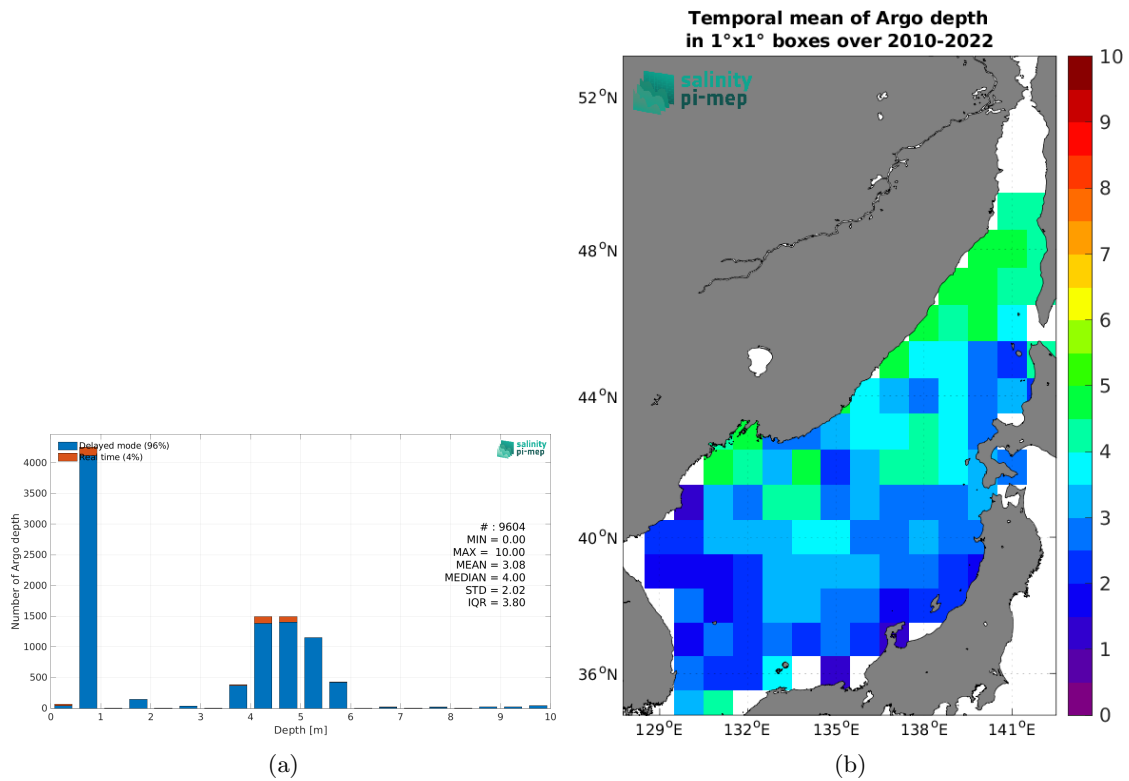 Delayed mode (96%)
Real time (4%)
salinity
pi-mep
# : 9604
MIN = 0.00
MAX = 10.00
MEAN = 3.08
MEDIAN = 4.00
STD = 2.02
IQR = 3.80
Number of Argo depth
4000
3500
3000
2500
2000
1500
1000
500
0
0 1 2 3 4 5 6 7 8 9 10
Depth [m]
(a)
Temporal mean of Argo depth
in 1°x1° boxes over 2010-2022
salinity
pi-mep
52°N
48°N
44°N
40°N
36°N
129°E 132°E 135°E 138°E 141°E
10
9
8
7
6
5
4
3
2
1
0
(b)